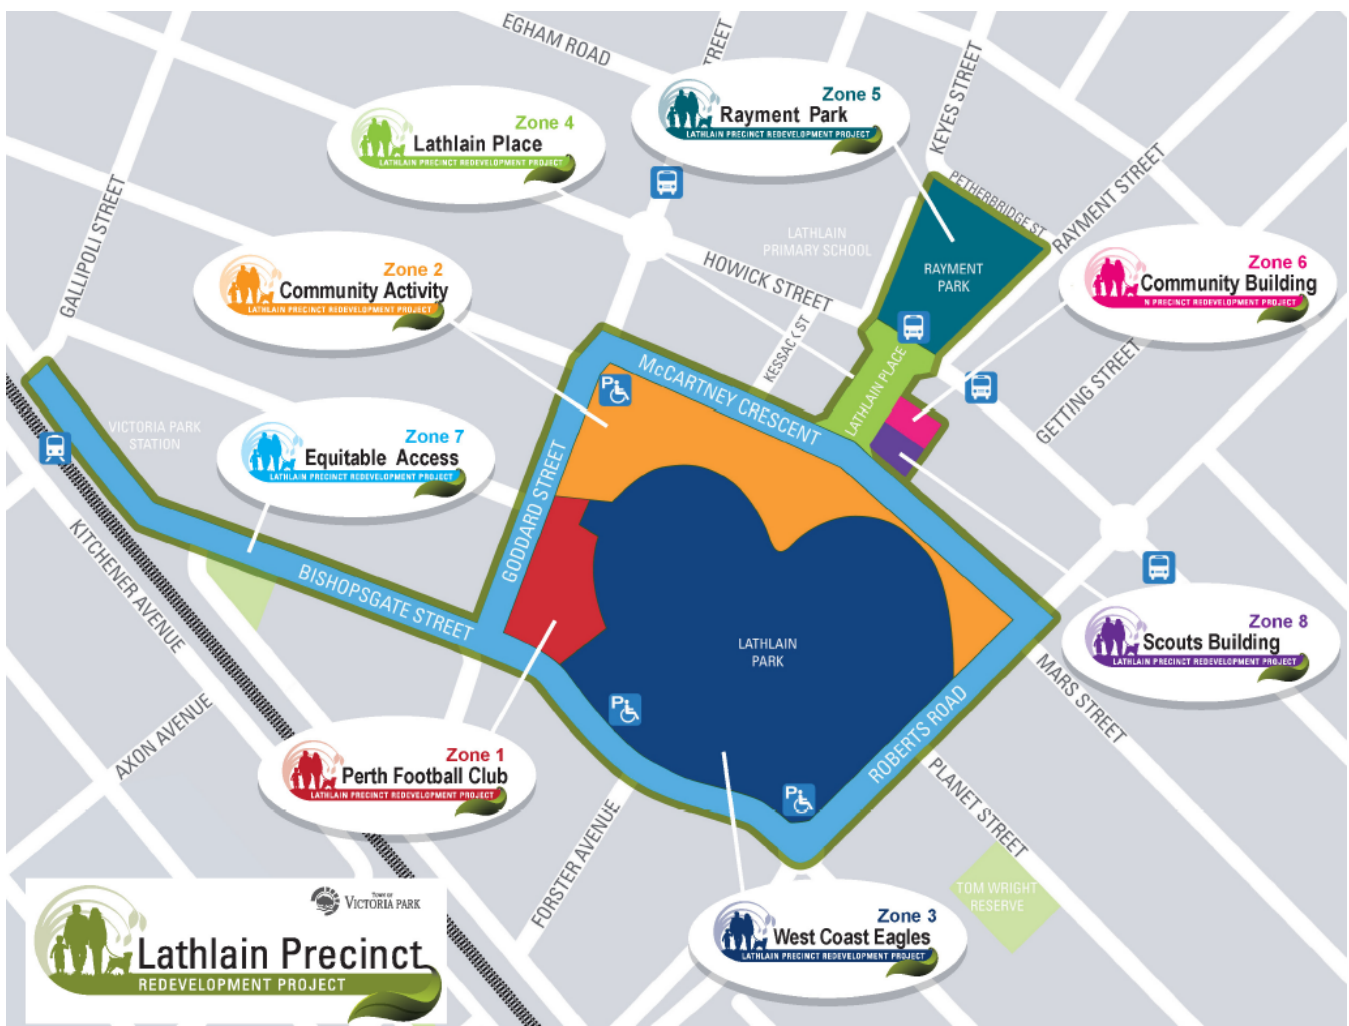 EGHAM ROAD
STREET
KEYES STREET
Zone 5
Rayment Park
LATHLAIN PRECINCT REDEVELOPMENT PROJECT
Zone 4
Lathlain Place
LATHLAIN PRECINCT REDEVELOPMENT PROJECT
PETHERBRIDGE ST
RAYMENT STREET
GALLIPOLI STREET
LATHLAIN
PRIMARY SCHOOL
HOWICK STREET
RAYMENT
PARK
Zone 2
Community Activity
LATHLAIN PRECINCT REDEVELOPMENT PROJECT
Zone 6
Community Building
N PRECINCT REDEVELOPMENT PROJECT
KESSACK ST
McCARTNEY CRESCENT
LATHLAIN PLACE
GETTING STREET
P
VICTORIA PARK
STATION
Zone 7
Equitable Access
LATHLAIN PRECINCT REDEVELOPMENT PROJECT
GODDARD STREET
KITCHENER AVENUE
BISHOPSGATE STREET
LATHLAIN
PARK
Zone 8
Scouts Building
LATHLAIN PRECINCT REDEVELOPMENT PROJECT
MARS STREET
P
ROBERTS ROAD
AXON AVENUE
Zone 1
Perth Football Club
LATHLAIN PRECINCT REDEVELOPMENT PROJECT
PLANET STREET
P
FORSTER AVENUE
TOM WRIGHT
RESERVE
Zone 3
West Coast Eagles
LATHLAIN PRECINCT REDEVELOPMENT PROJECT
TOWN OF
VICTORIA PARK
Lathlain Precinct
REDEVELOPMENT PROJECT